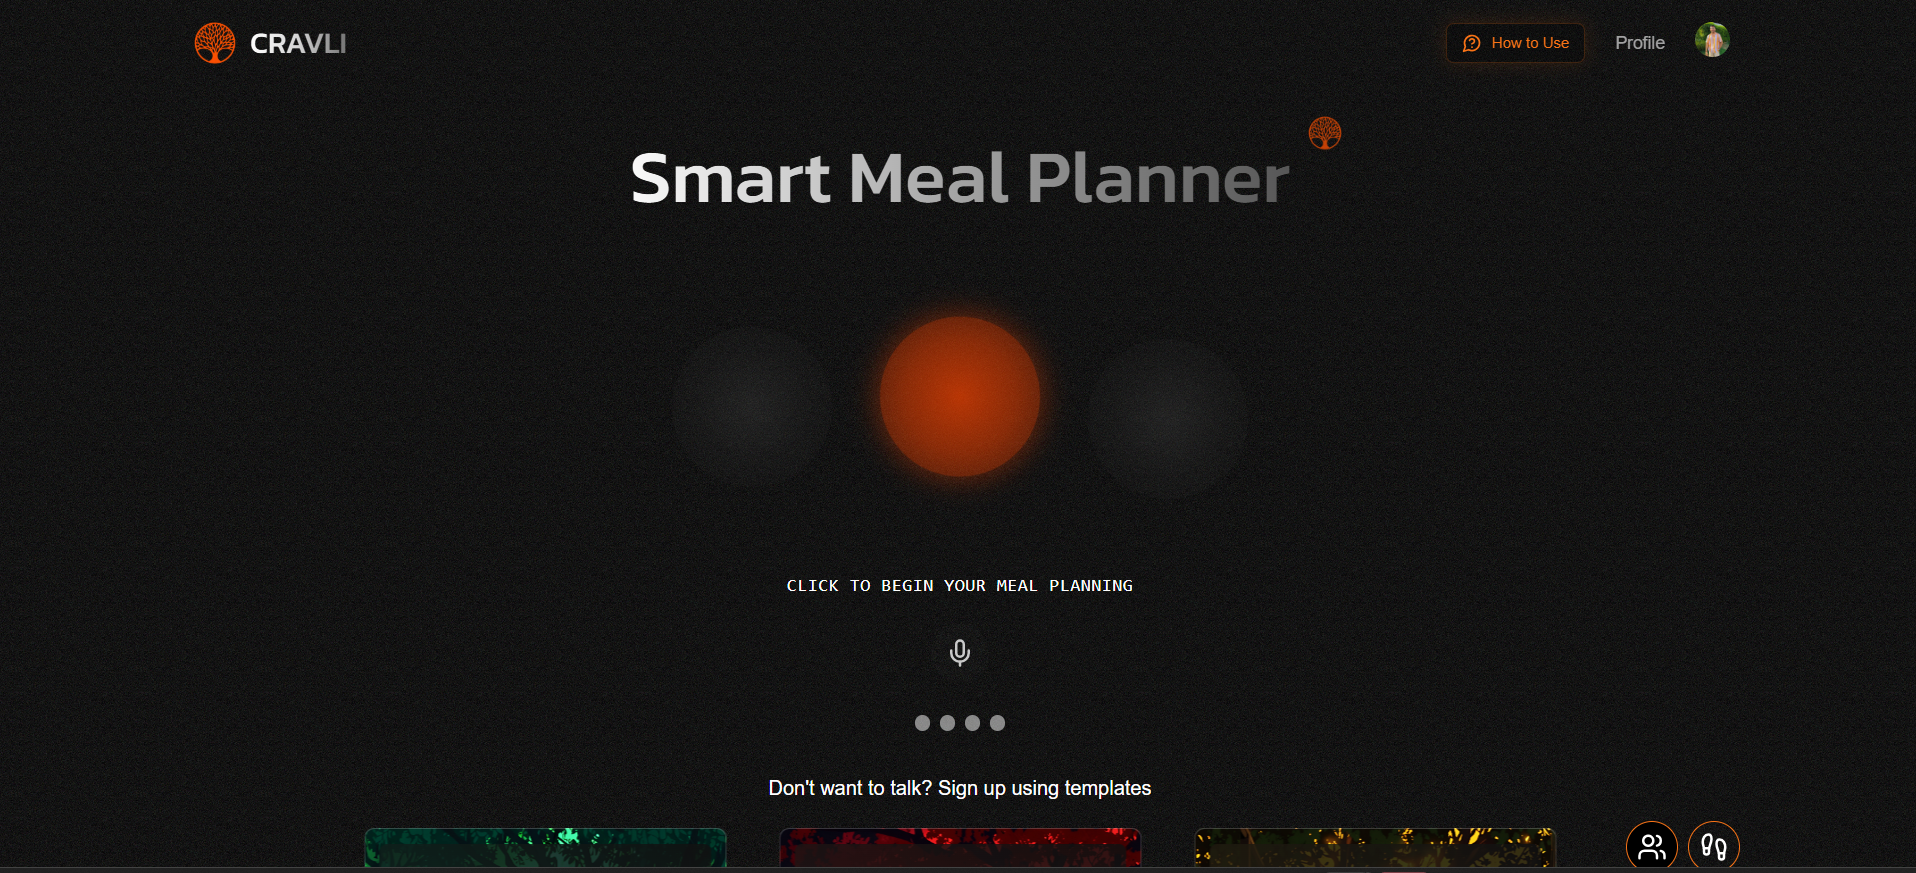 CRAVLI
How to Use
Profile
Smart Meal Planner
CLICK TO BEGIN YOUR MEAL PLANNING
Don't want to talk? Sign up using templates